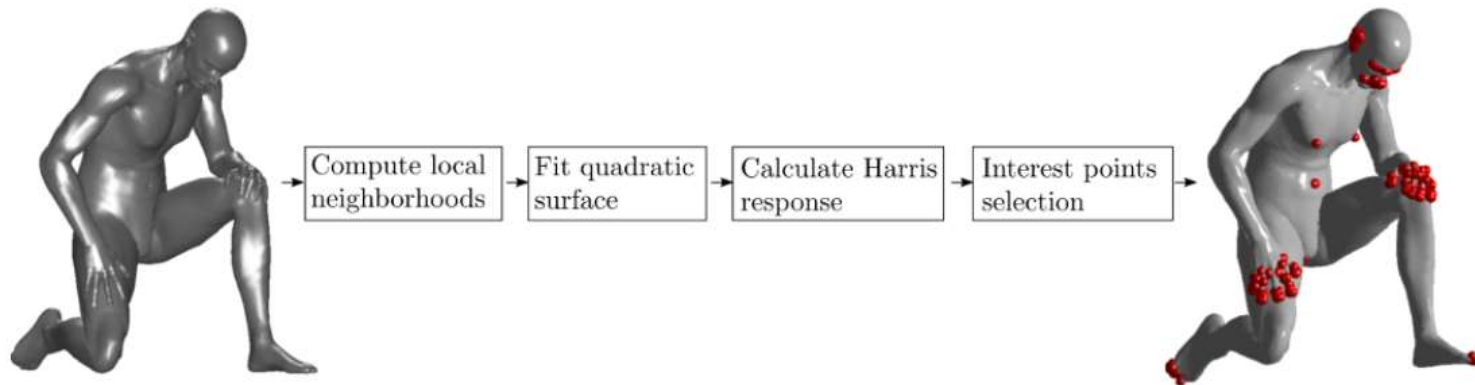 Compute local
neighborhoods
Fit quadratic
surface
Calculate Harris
response
Interest points
selection